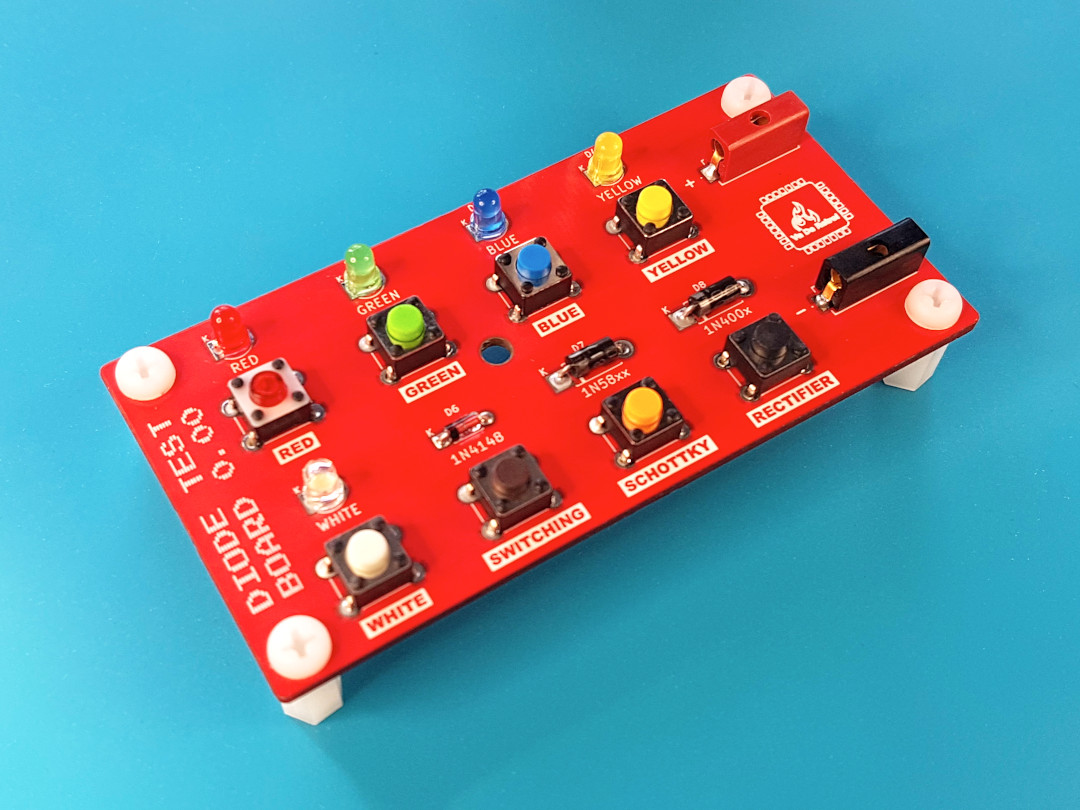 DIODE TEST
BOARD 0.00
K
RED
RED
K
GREEN
GREEN
K
BLUE
BLUE
K
YELLOW
YELLOW
K
WHITE
WHITE
D6
K
1N4148
SWITCHING
D7
K
1N58xx
SCHOTTKY
D8
K
1N400x
RECTIFIER
+
-